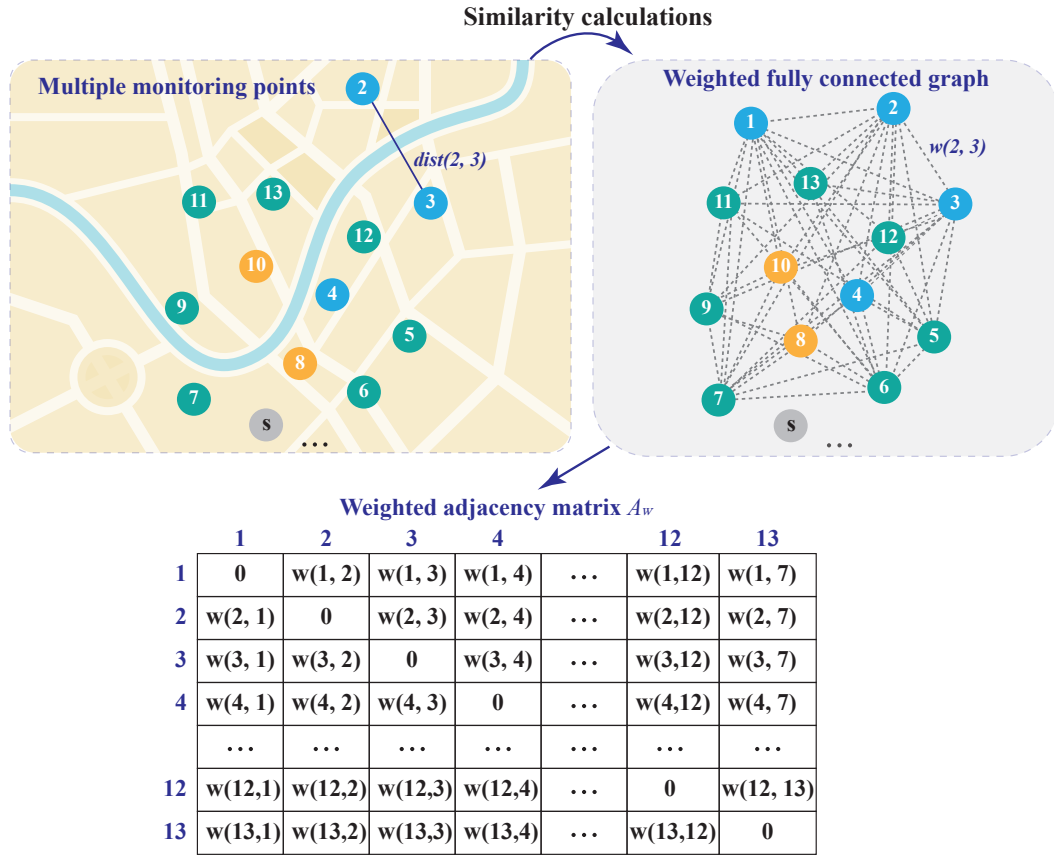 Similarity calculations
Multiple monitoring points
2
dist(2, 3)
3
13
11
12
10
4
9
5
8
6
7
s
...
Weighted fully connected graph
1
2
w(2, 3)
13
3
11
12
10
4
9
5
8
6
7
s
...
Weighted adjacency matrix Aw
1 2 3 4 12 13
1 0 w(1, 2) w(1, 3) w(1, 4) ... w(1,12) w(1, 7)
2 w(2, 1) 0 w(2, 3) w(2, 4) ... w(2,12) w(2, 7)
3 w(3, 1) w(3, 2) 0 w(3, 4) ... w(3,12) w(3, 7)
4 w(4, 1) w(4, 2) w(4, 3) 0 ... w(4,12) w(4, 7)
... ... ... ... ... ... ...
12 w(12,1) w(12,2) w(12,3) w(12,4) ... 0 w(12, 13)
13 w(13,1) w(13,2) w(13,3) w(13,4) ... w(13,12) 0